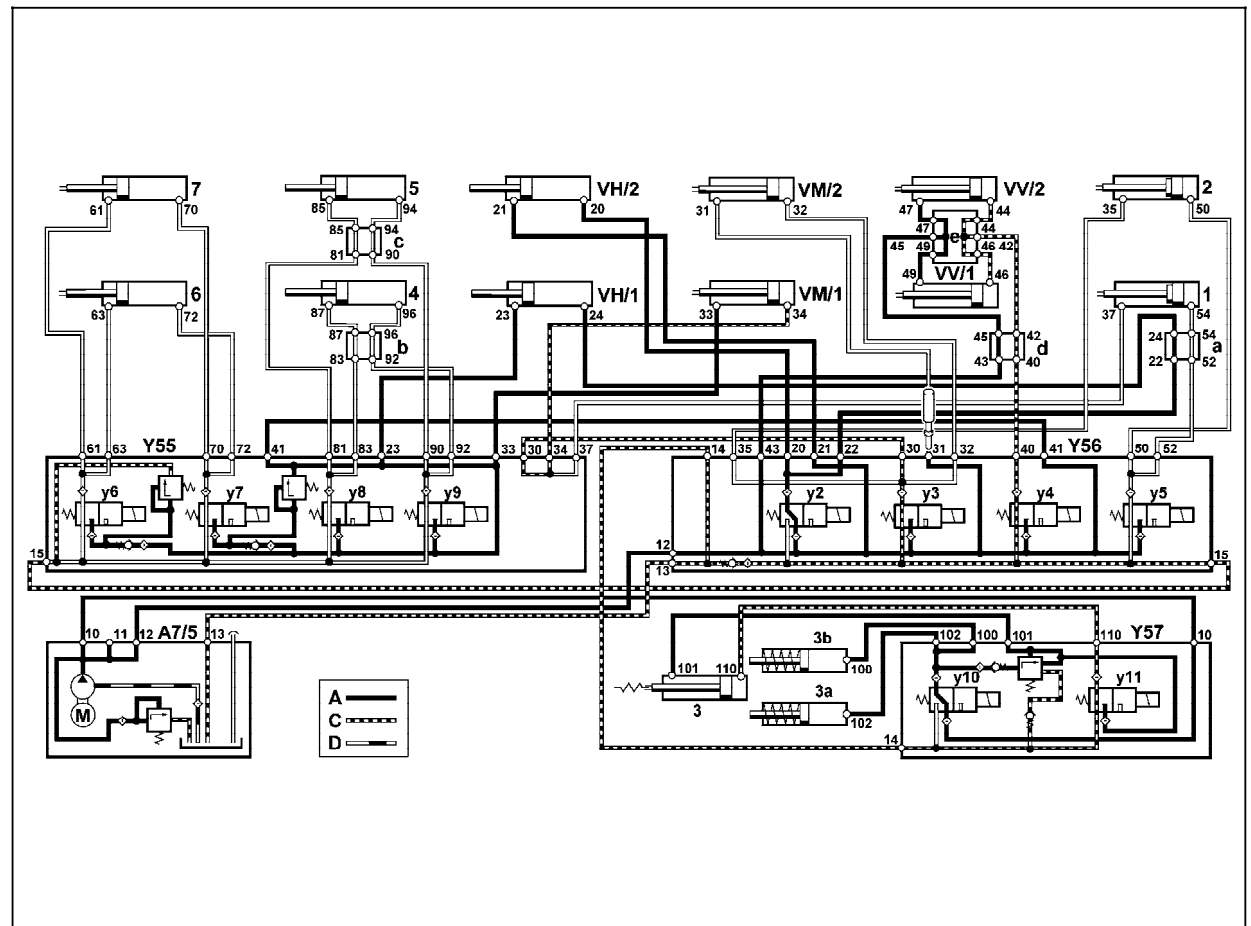 7 5 VH/2 VM/2 VV/2 2
61 70 85 94 21 20 31 32 47 44 35 50
85 94 c 47 44 e
81 90 45 49 46 42
VV/1
49 46
6 4 VH/1 VM/1 1
63 72 87 96 23 24 33 34 37 54
87 96 b 45 42 d 24 54 a
83 92 43 40 22 52
61 63 Y55 70 72 41 81 83 23 90 92 33 30 34 37 14 35 43 20 21 22 30 31 32 40 41 Y56 50 52
y6 y7 y8 y9 y2 y3 y4 y5
15 12 13 15
10 11 12 A7/5 13 102 100 101 110 Y57 10
3b
101 110 100
M A y10 y11
C 3 3a
D 102
14